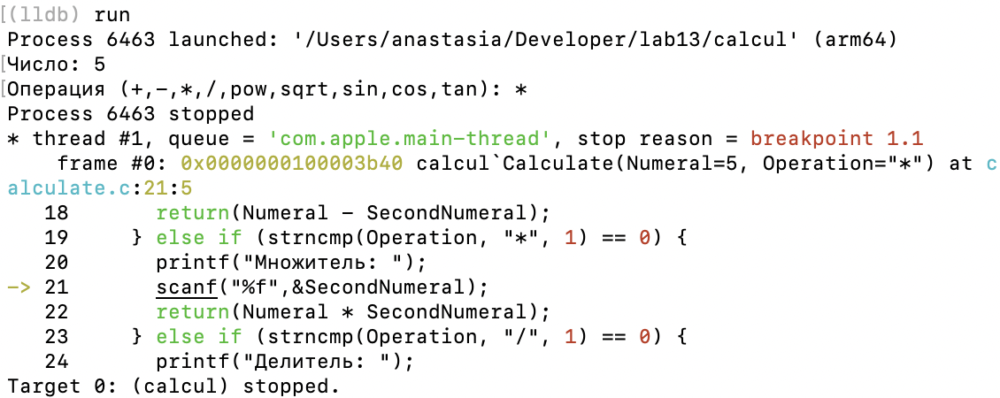 [(lldb) run
Process 6463 launched: '/Users/anastasia/Developer/lab13/calcul' (arm64)
[Число: 5
[Операция (+,-,*,/,pow,sqrt,sin,cos,tan): *
Process 6463 stopped
* thread #1, queue = 'com.apple.main-thread', stop reason = breakpoint 1.1
    frame #0: 0x0000000100003b40 calcul`Calculate(Numeral=5, Operation="*") at c
alculate.c:21:5
   18   	    return(Numeral - SecondNumeral);
   19   	  } else if (strncmp(Operation, "*", 1) == 0) {
   20   	    printf("Множитель: ");
-> 21   	    scanf("%f",&SecondNumeral);
   22   	    return(Numeral * SecondNumeral);
   23   	  } else if (strncmp(Operation, "/", 1) == 0) {
   24   	    printf("Делитель: ");
Target 0: (calcul) stopped.